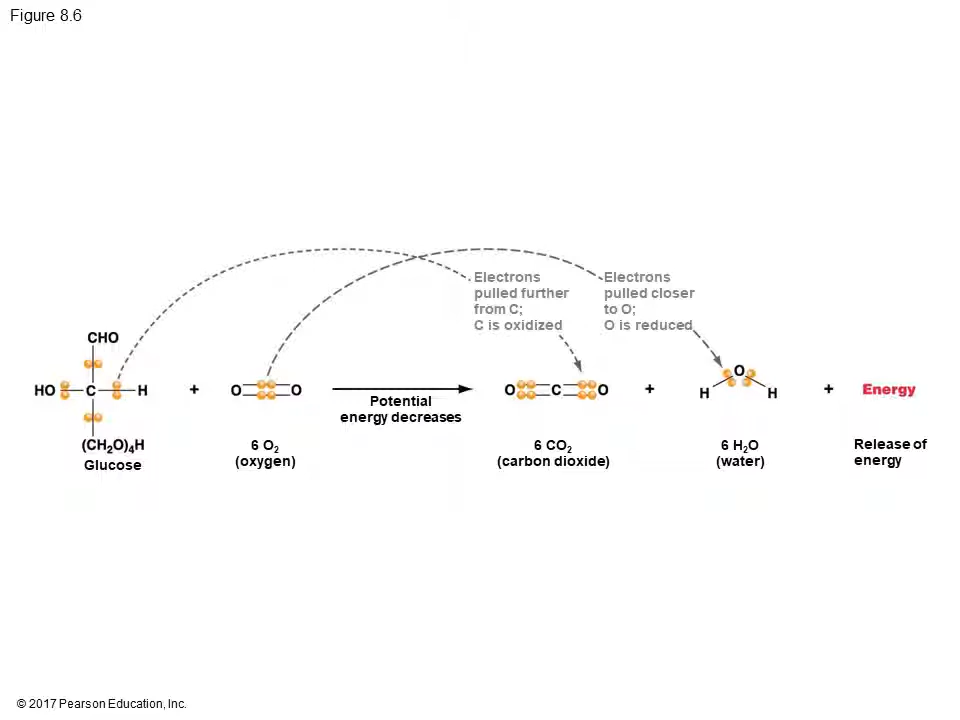 Figure 8.6
Electrons
pulled further
from C;
C is oxidized
Electrons
pulled closer
to O;
O is reduced
CHO
HO C H
(CH₂O)₄H
Glucose
+
O O
6 O₂
(oxygen)
Potential
energy decreases
O C O
6 CO₂
(carbon dioxide)
+
O
H H
6 H₂O
(water)
+
Energy
Release of
energy
© 2017 Pearson Education, Inc.